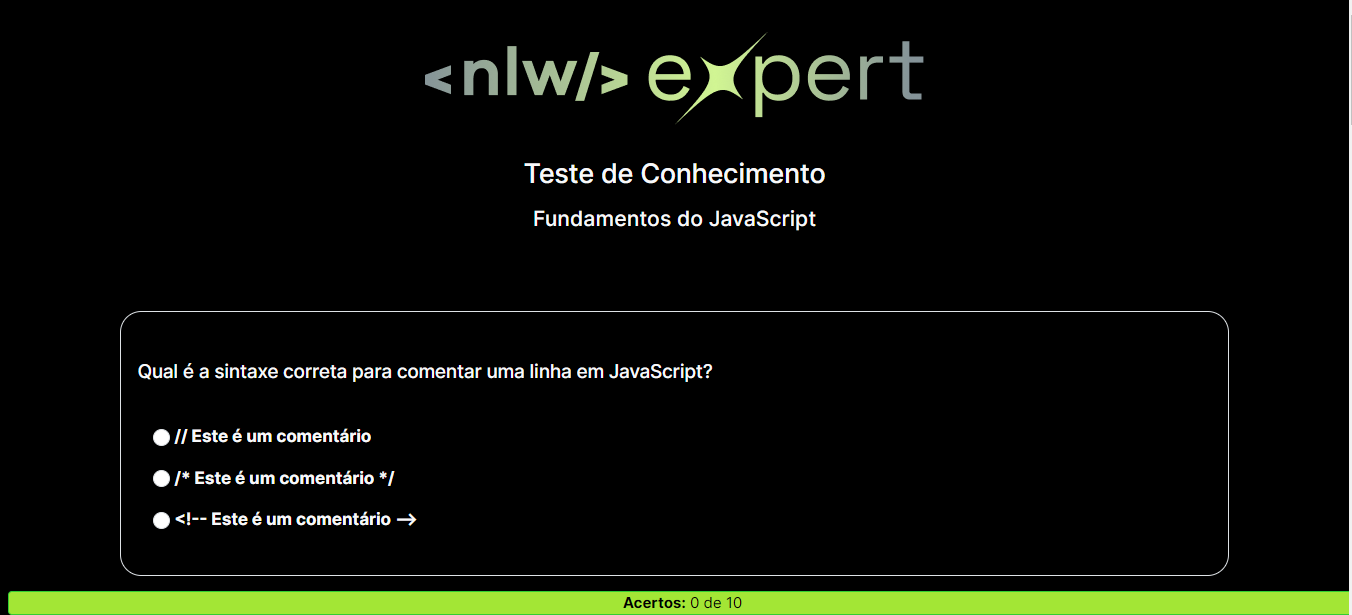 <nlw/> expert
Teste de Conhecimento
Fundamentos do JavaScript
Qual é a sintaxe correta para comentar uma linha em JavaScript?
// Este é um comentário
/* Este é um comentário */
<!-- Este é um comentário -->
Acertos: 0 de 10